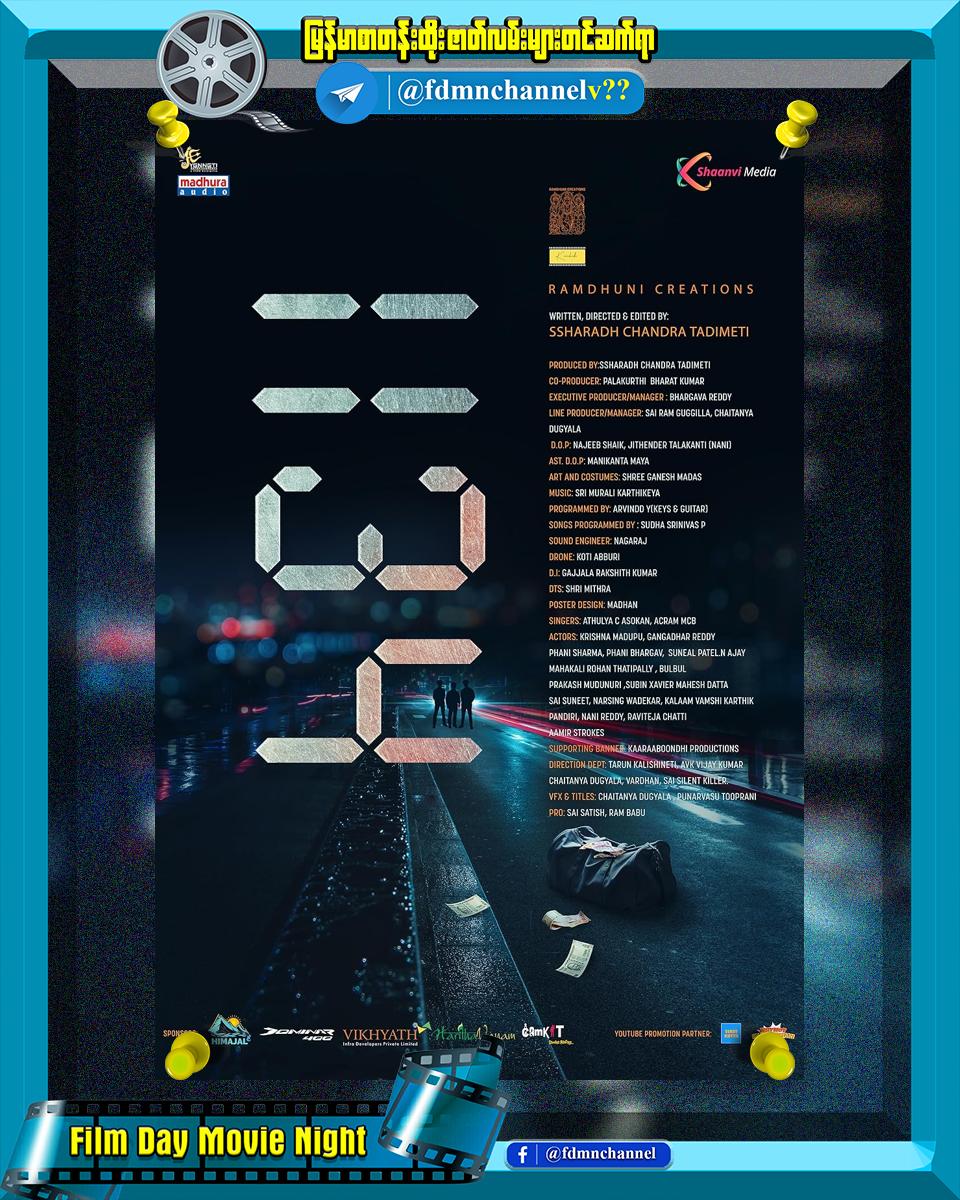 မြန်မာစာတန်းထိုးဇာတ်လမ်းများတင်ဆက်ရာ
@fdmnchannelv??
madhura
audio
Shaanvi Media
RAMDHUNI CREATIONS
WRITTEN, DIRECTED & EDITED BY:
SSHARADH CHANDRA TADIMETI
PRODUCED BY:SSHARADH CHANDRA TADIMETI
CO-PRODUCER: PALAKURTHI BHARAT KUMAR
EXECUTIVE PRODUCER/MANAGER : BHARGAVA REDDY
LINE PRODUCER/MANAGER: SAI RAM GUGGILLA, CHAITANYA
DUGYALA
D.O.P: NAJEEB SHAIK, JITHENDER TALAKANTI (NANI)
AST. D.O.P: MANIKANTA MAYA
ART AND COSTUMES: SHREE GANESH MADAS
MUSIC: SRI MURALI KARTHIKEYA
PROGRAMMED BY: ARVINDD Y(KEYS & GUITAR)
SONGS PROGRAMMED BY : SUDHA SRINIVAS P
SOUND ENGINEER: NAGARAJ
DRONE: KOTI ABBURI
D.I: GAJJALA RAKSHITH KUMAR
DTS: SHRI MITHRA
POSTER DESIGN: MADHAN
SINGERS: ATHULYA C ASOKAN, ACRAM MCB
ACTORS: KRISHNA MADUPU, GANGADHAR REDDY
PHANI SHARMA, PHANI BHARGAV, SUNEAL PATEL.N AJAY
MAHAKALI ROHAN THATIPALLY , BULBUL
PRAKASH MUDUNURI ,SUBIN XAVIER MAHESH DATTA
SAI SUNEET, NARSING WADEKAR, KALAAM VAMSHI KARTHIK
PANDIRI, NANI REDDY, RAVITEJA CHATTI
AAMIR STROKES
SUPPORTING BANNER: KAARAABOONDHI PRODUCTIONS
DIRECTION DEPT: TARUN KALISHINETI, AVK VIJAY KUMAR
CHAITANYA DUGYALA, VARDHAN, SAI SILENT KILLER.
VFX & TITLES: CHAITANYA DUGYALA , PUNARVASU TOOPRANI
PRO: SAI SATISH, RAM BABU
HIMAJAL
DOMINAR
400
VIKHYATH
Infra Developers Private Limited
YOUTUBE PROMOTION PARTNER:
Film Day Movie Night
@fdmnchannel